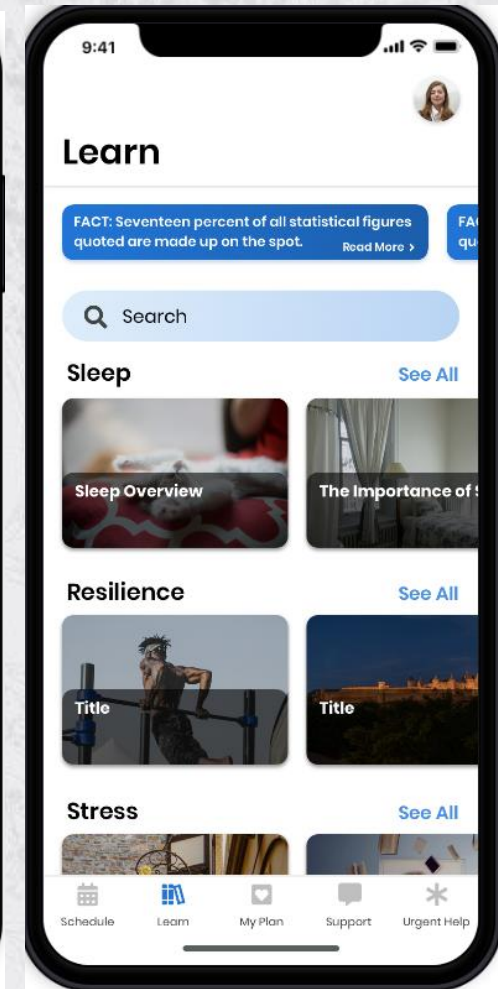 9:41
Learn
FACT: Seventeen percent of all statistical figures
quoted are made up on the spot.
Read More >
FA
qu
Search
Sleep
See All
Sleep Overview
The Importance of S
Resilience
See All
Title
Title
Stress
See All
Schedule
Learn
My Plan
Support
Urgent Help